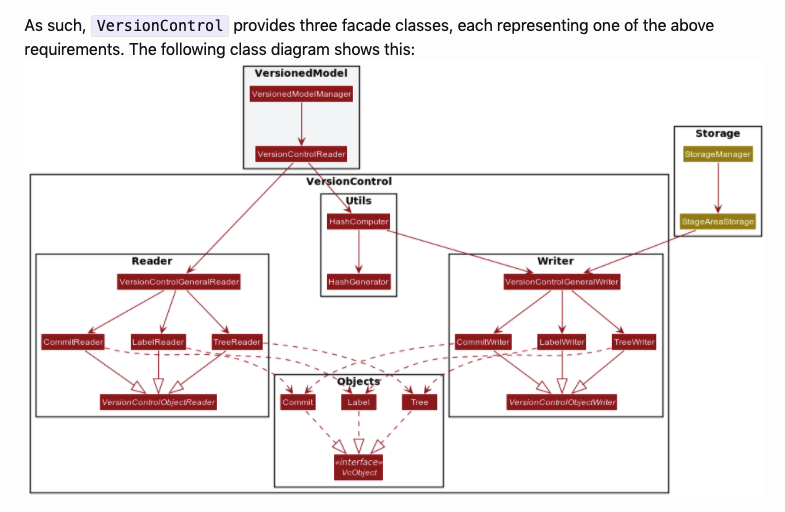 As such, VersionControl provides three facade classes, each representing one of the above
requirements. The following class diagram shows this:
VersionedModel
VersionedModelManager
VersionControlReader
Storage
StorageManager
StageAreaStorage
VersionControl
Utils
HashComputer
HashGenerator
Reader
VersionControlGeneralReader
CommitReader LabelReader TreeReader
VersionControlObjectReader
Writer
VersionControlGeneralWriter
CommitWriter LabelWriter TreeWriter
VersionControlObjectWriter
Objects
Commit Label Tree
«interface»
VcObject